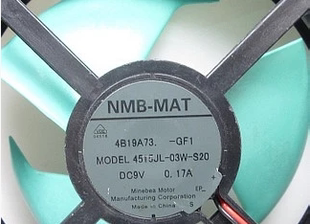 NMB-MAT
4B19A73, -GF1
MODEL 4515JL-03W-S20
DC9V 0.17A
Minebea Motor
Manufacturing Corporation
Made in China S